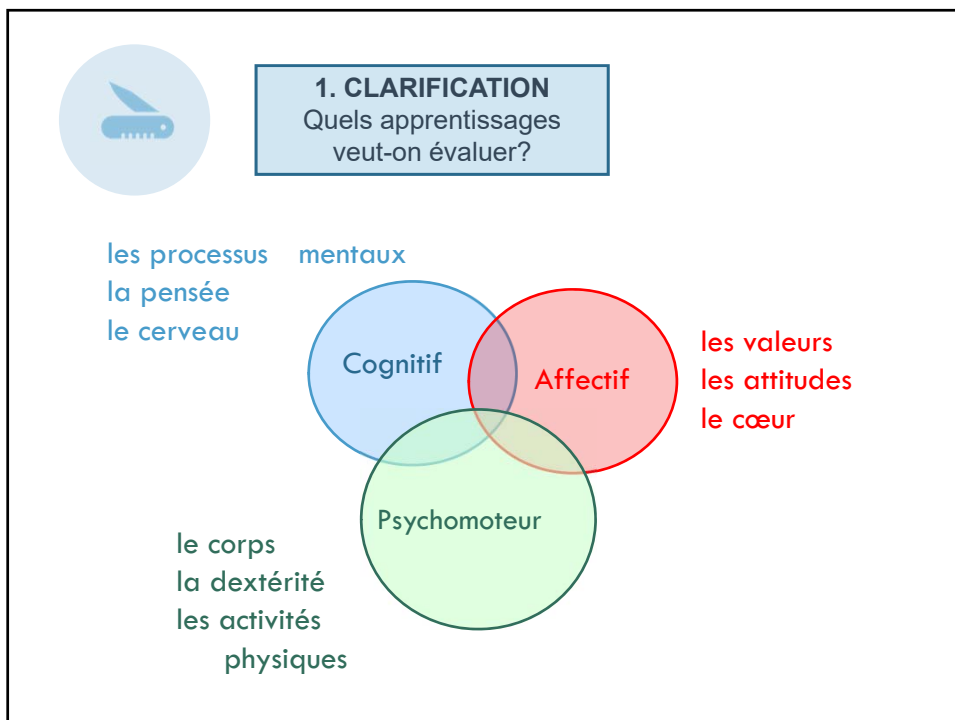 1. CLARIFICATION
Quels apprentissages
veut-on évaluer?
les processus mentaux
la pensée
le cerveau
Cognitif
Affectif
les valeurs
les attitudes
le cœur
Psychomoteur
le corps
la dextérité
les activités
physiques